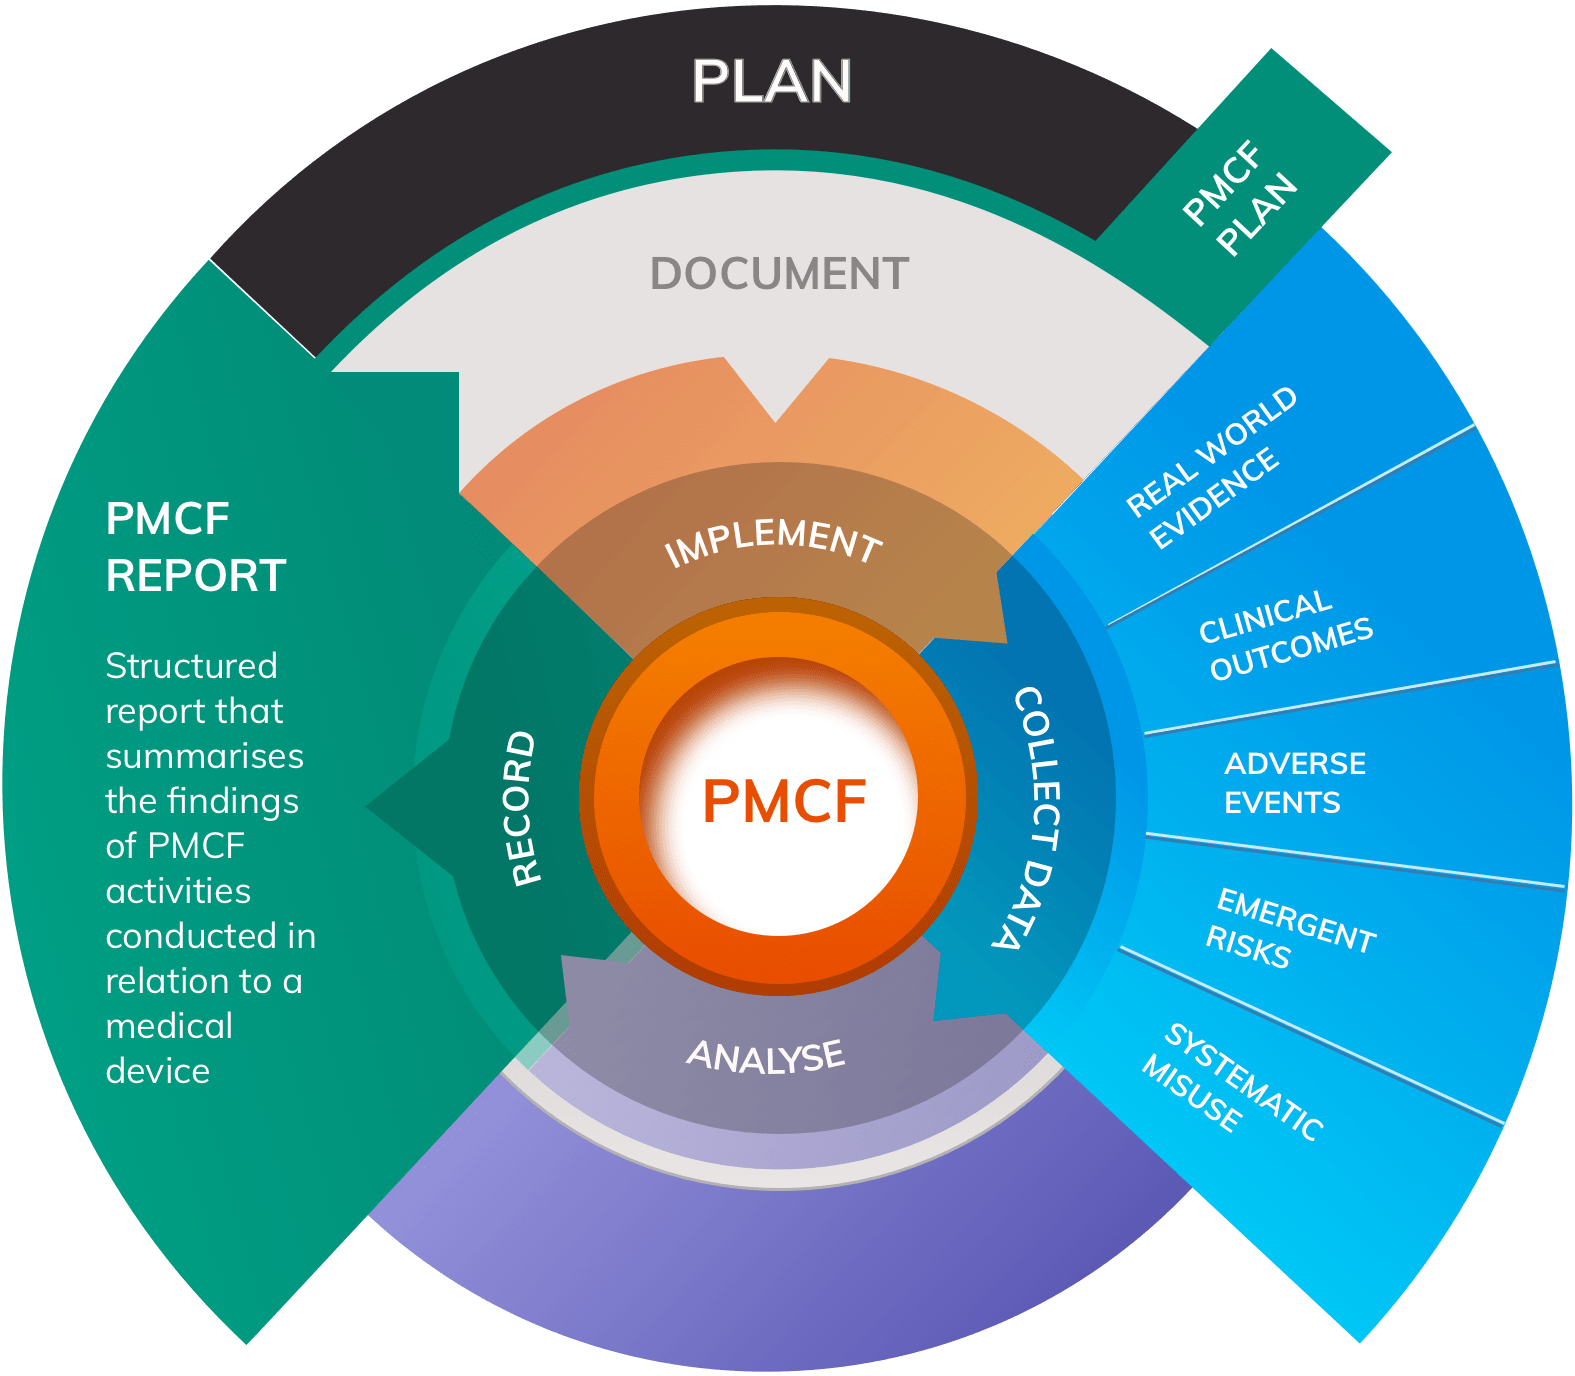 PLAN
PMCF
PLAN
DOCUMENT
IMPLEMENT
REAL WORLD
EVIDENCE
CLINICAL
OUTCOMES
ADVERSE
EVENTS
EMERGENT
RISKS
SYSTEMATIC
MISUSE
COLLECT DATA
ANALYSE
RECORD
PMCF
PMCF
REPORT
Structured
report that
summarises
the findings
of PMCF
activities
conducted in
relation to a
medical
device